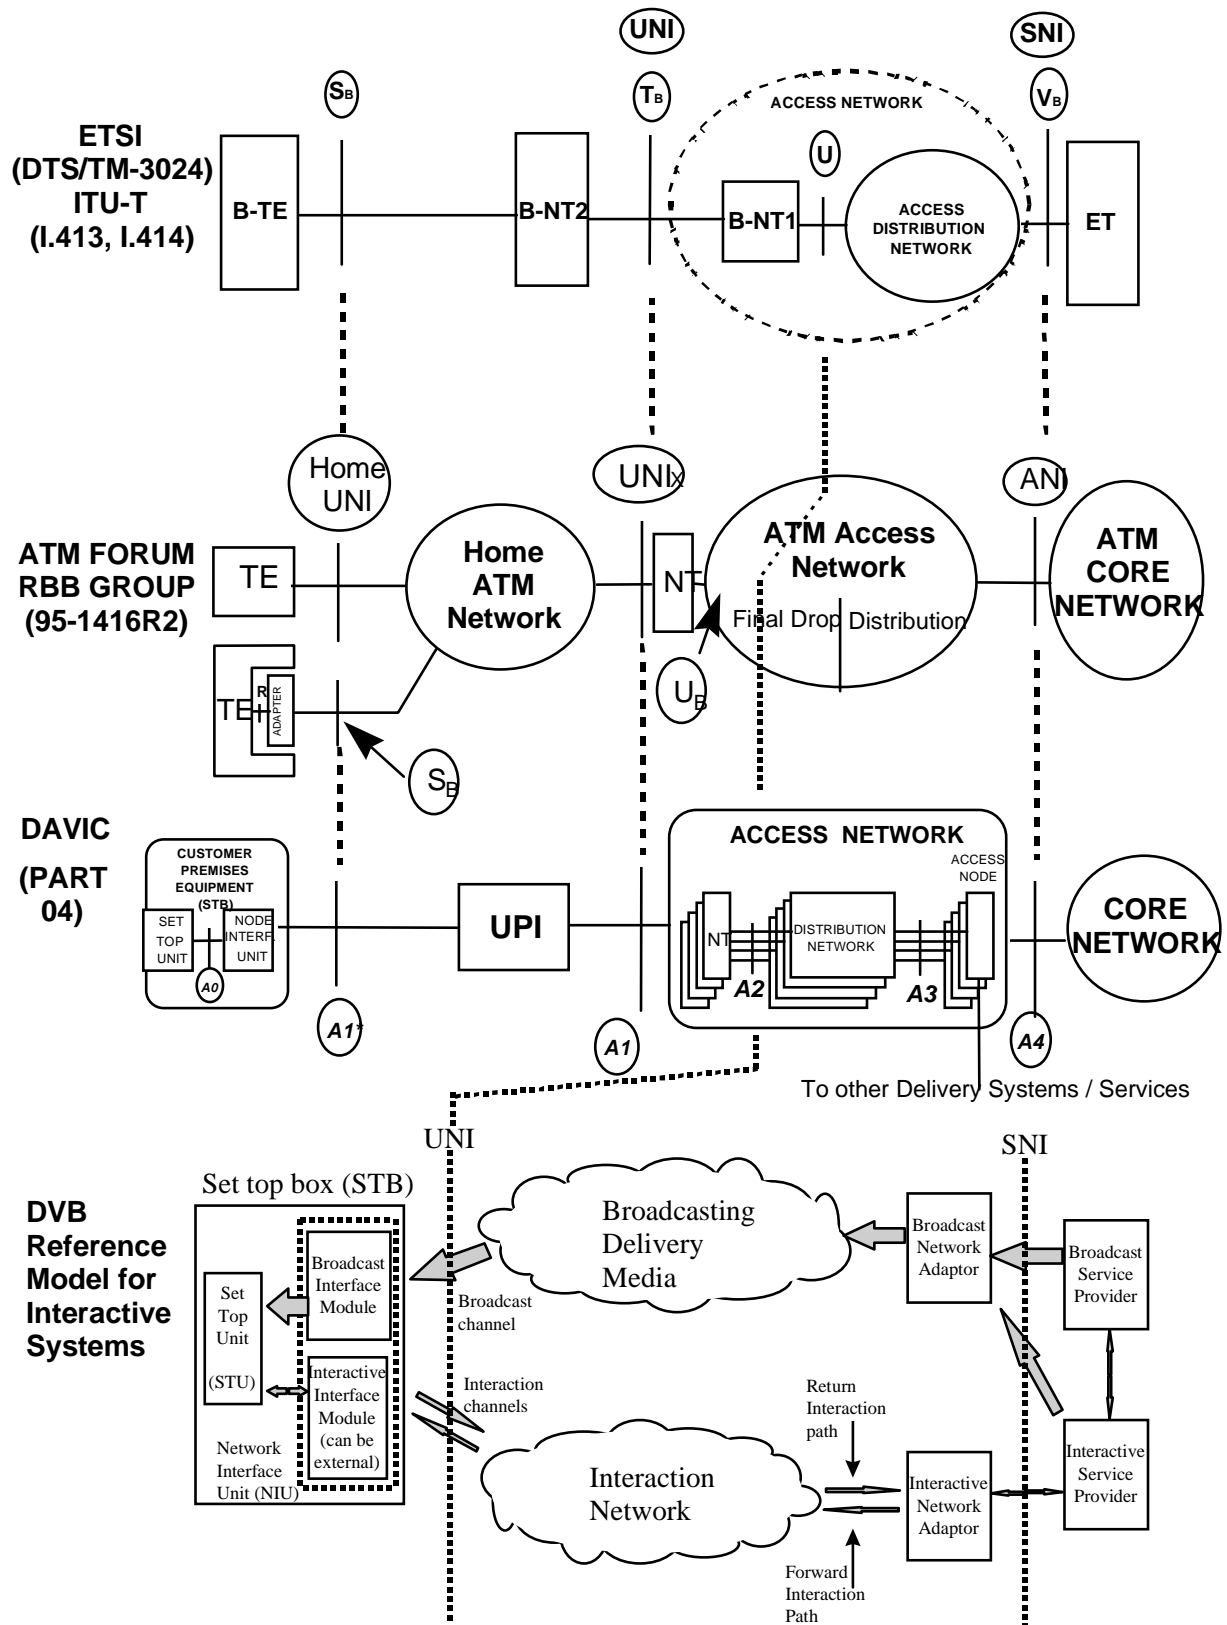 UNI
SNI
SB
TB
ACCESS NETWORK
VB
ETSI
(DTS/TM-3024)
ITU-T
(I.413, I.414)
U
B-TE
B-NT2
B-NT1
ACCESS
DISTRIBUTION
NETWORK
ET
Home
UNI
UNIX
ANI
ATM FORUM
RBB GROUP
(95-1416R2)
TE
Home
ATM
Network
NT
ATM Access
Network
Final Drop
Distribution
ATM
CORE
NETWORK
TE
R
ADAPTER
UB
SB
DAVIC
(PART
04)
CUSTOMER
PREMISES
EQUIPMENT
(STB)
SET
TOP
UNIT
NODE
INTERF.
UNIT
A0
UPI
ACCESS NETWORK
ACCESS
NODE
NT
DISTRIBUTION
NETWORK
A2
A3
CORE
NETWORK
A1*
A1
A4
To other Delivery Systems / Services
UNI
SNI
DVB
Reference
Model for
Interactive
Systems
Set top box (STB)
Broadcast
Interface
Module
Set
Top
Unit
(STU)
Interactive
Interface
Module
(can be
external)
Network
Interface
Unit (NIU)
Broadcast
channel
Broadcasting
Delivery
Media
Broadcast
Network
Adaptor
Broadcast
Service
Provider
Interaction
channels
Return
Interaction
path
Interaction
Network
Interactive
Network
Adaptor
Interactive
Service
Provider
Forward
Interaction
Path